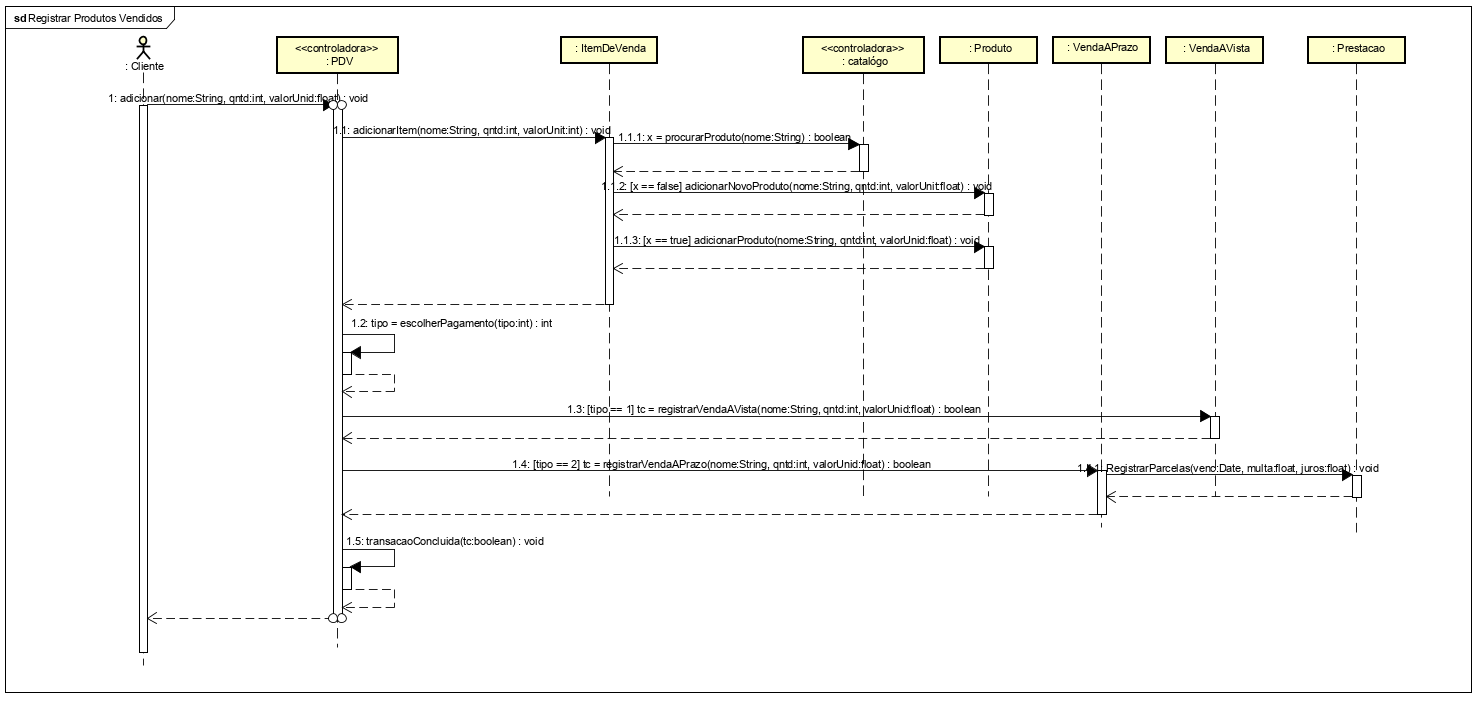 sd Registrar Produtos Vendidos
: Cliente
<<controladora>>
: PDV
: ItemDeVenda
<<controladora>>
: catalógo
: Produto
: VendaAPrazo
: VendaAVista
: Prestacao
1: adicionar(nome:String, qntd:int, valorUnid:float) : void
1.1: adicionarItem(nome:String, qntd:int, valorUnit:int) : void
1.1.1: x = procurarProduto(nome:String) : boolean
1.1.2: [x == false] adicionarNovoProduto(nome:String, qntd:int, valorUnit:float) : void
1.1.3: [x == true] adicionarProduto(nome:String, qntd:int, valorUnid:float) : void
1.2: tipo = escolherPagamento(tipo:int) : int
1.3: [tipo == 1] tc = registrarVendaAVista(nome:String, qntd:int, valorUnid:float) : boolean
1.4: [tipo == 2] tc = registrarVendaAPrazo(nome:String, qntd:int, valorUnid:float) : boolean
1.4.1: RegistrarParcelas(venc:Date, multa:float, juros:float) : void
1.5: transacaoConcluida(tc:boolean) : void